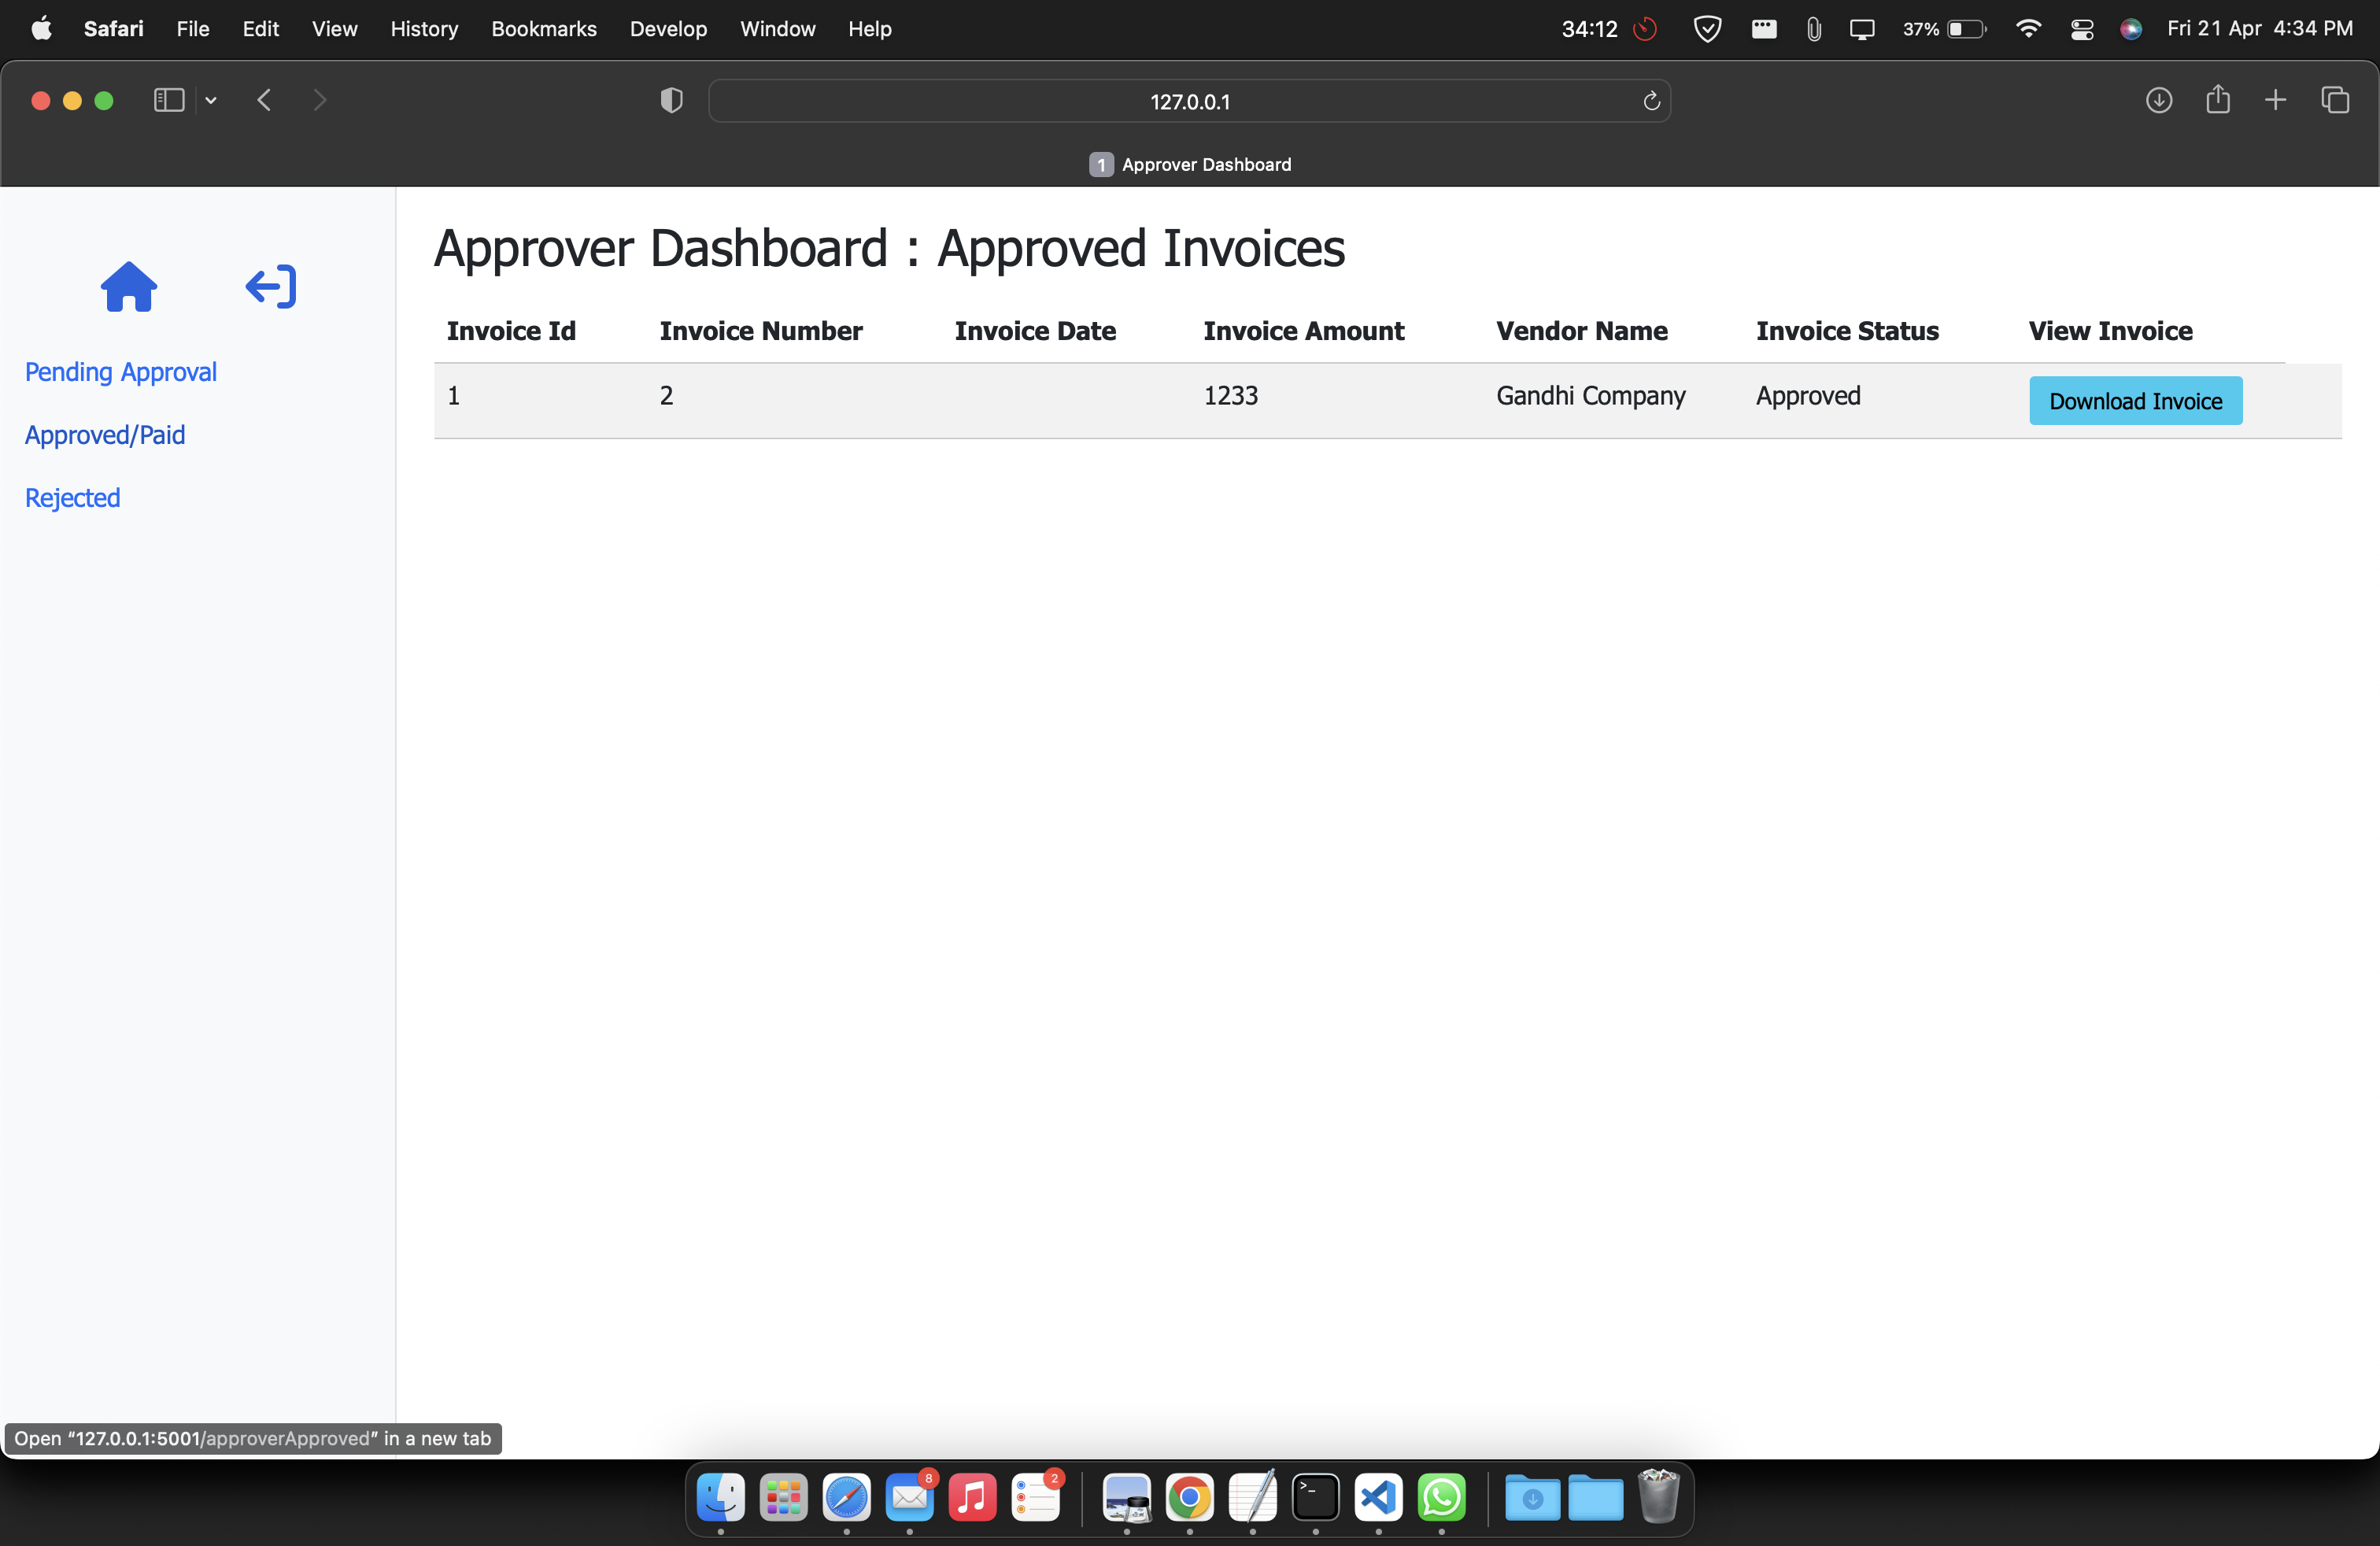 Safari File Edit View History Bookmarks Develop Window Help 34:12 37% Fri 21 Apr 4:34 PM
127.0.0.1
1 Approver Dashboard
Approver Dashboard : Approved Invoices
Pending Approval
Approved/Paid
Rejected
Invoice Id Invoice Number Invoice Date Invoice Amount Vendor Name Invoice Status View Invoice
1 2 1233 Gandhi Company Approved Download Invoice
Open “127.0.0.1:5001/approverApproved” in a new tab
8 2
>_